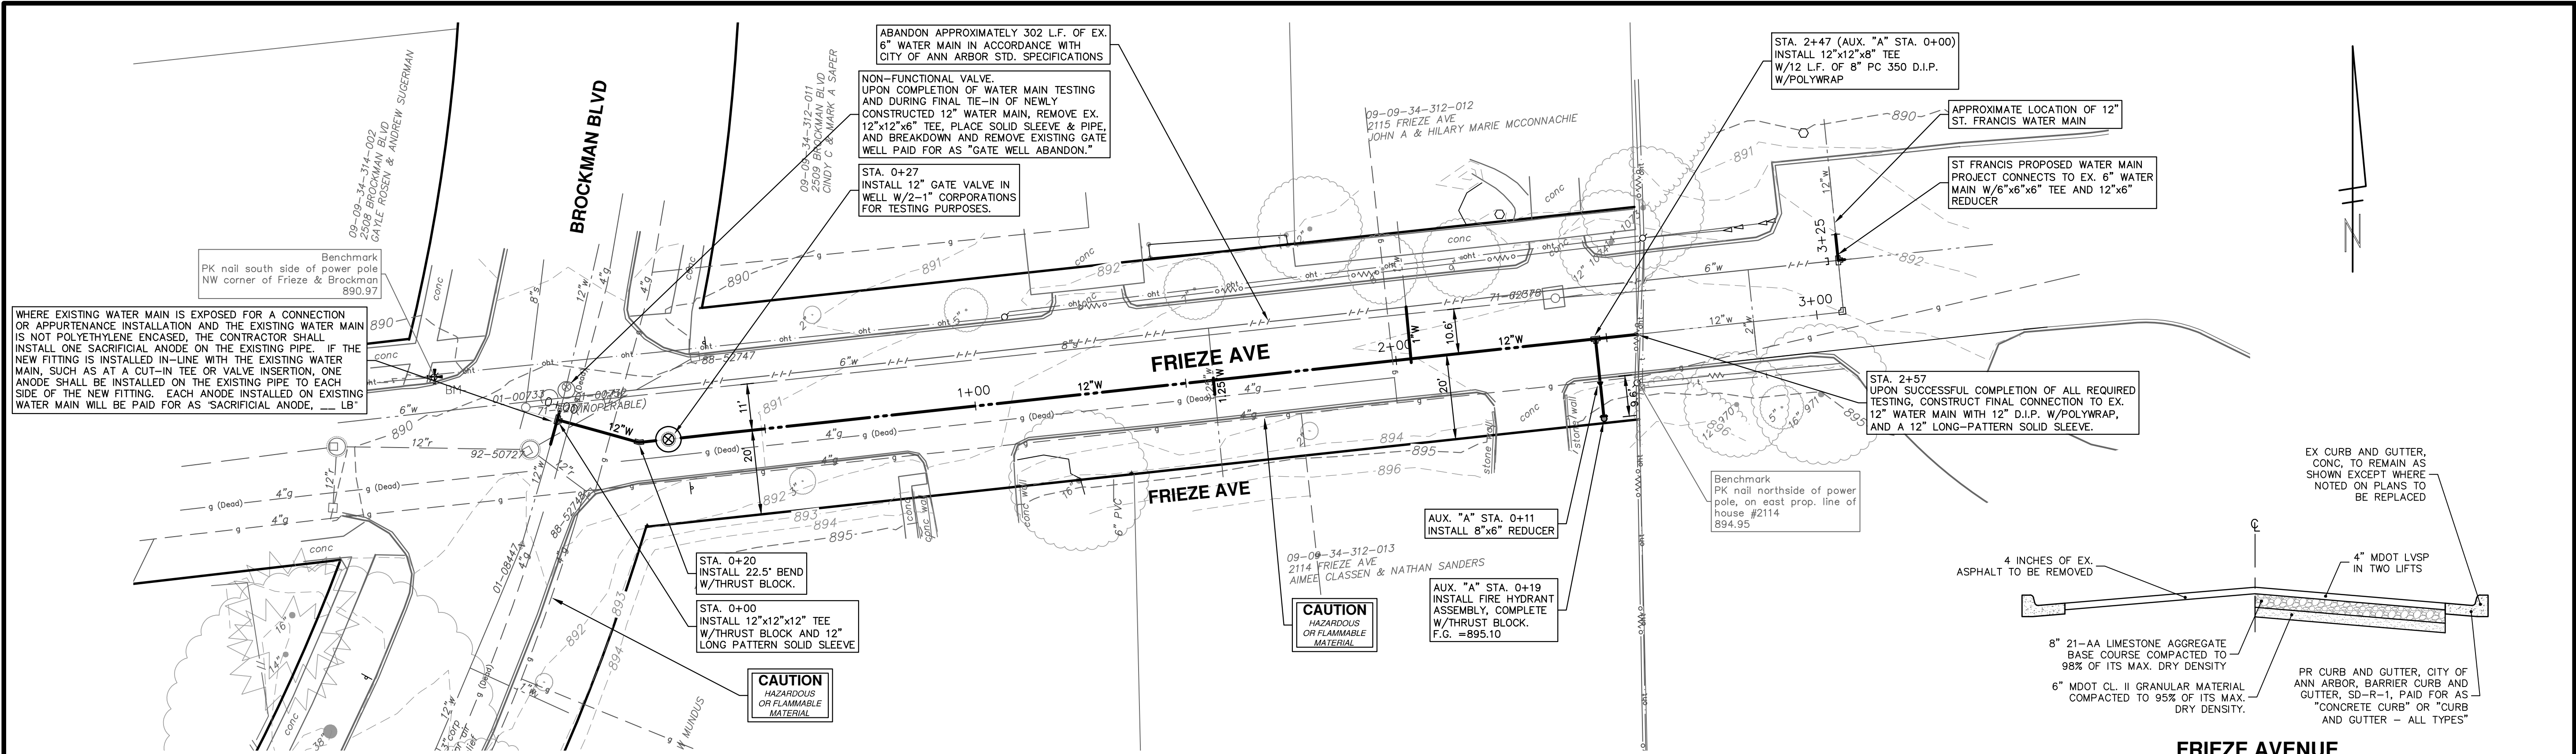 ABANDON APPROXIMATELY 302 L.F. OF EX.
6" WATER MAIN IN ACCORDANCE WITH
CITY OF ANN ARBOR STD. SPECIFICATIONS
NON-FUNCTIONAL VALVE.
UPON COMPLETION OF WATER MAIN TESTING
AND DURING FINAL TIE-IN OF NEWLY
CONSTRUCTED 12" WATER MAIN, REMOVE EX.
12"x12"x6" TEE, PLACE SOLID SLEEVE & PIPE,
AND BREAKDOWN AND REMOVE EXISTING GATE
WELL PAID FOR AS "GATE WELL ABANDON."
STA. 0+27
INSTALL 12" GATE VALVE IN
WELL W/2-1" CORPORATIONS
FOR TESTING PURPOSES.
STA. 2+47 (AUX. "A" STA. 0+00)
INSTALL 12"x12"x8" TEE
W/12 L.F. OF 8" PC 350 D.I.P.
W/POLYWRAP
APPROXIMATE LOCATION OF 12"
ST. FRANCIS WATER MAIN
ST FRANCIS PROPOSED WATER MAIN
PROJECT CONNECTS TO EX. 6" WATER
MAIN W/6"x6"x6" TEE AND 12"x6"
REDUCER
09-09-34-314-002
2508 BROCKMAN BLVD
GAYLE ROSEN & ANDREW SUGERMAN
BROCKMAN BLVD
09-09-34-312-011
2509 BROCKMAN BLVD
CINDY C & MARK A SAPER
09-09-34-312-012
2115 FRIEZE AVE
JOHN A & HILARY MARIE MCCONNACHIE
Benchmark
PK nail south side of power pole
NW corner of Frieze & Brockman
890.97
WHERE EXISTING WATER MAIN IS EXPOSED FOR A CONNECTION
OR APPURTENANCE INSTALLATION AND THE EXISTING WATER MAIN
IS NOT POLYETHYLENE ENCASED, THE CONTRACTOR SHALL
INSTALL ONE SACRIFICIAL ANODE ON THE EXISTING PIPE. IF THE
NEW FITTING IS INSTALLED IN-LINE WITH THE EXISTING WATER
MAIN, SUCH AS AT A CUT-IN TEE OR VALVE INSERTION, ONE
ANODE SHALL BE INSTALLED ON THE EXISTING PIPE TO EACH
SIDE OF THE NEW FITTING. EACH ANODE INSTALLED ON EXISTING
WATER MAIN WILL BE PAID FOR AS "SACRIFICIAL ANODE, __ LB"
FRIEZE AVE
FRIEZE AVE
1+00
2+00
3+00
3+25
12"W
12"W
12"W
10.6'
20'
11'
20'
9.6'
1"W
88-52747
92-50727
01-00733
01-08447
88-52748
BM
STA. 0+20
INSTALL 22.5° BEND
W/THRUST BLOCK.
STA. 0+00
INSTALL 12"x12"x12" TEE
W/THRUST BLOCK AND 12"
LONG PATTERN SOLID SLEEVE
CAUTION
HAZARDOUS
OR FLAMMABLE
MATERIAL
W MUNDUS
09-09-34-312-013
2114 FRIEZE AVE
AIMEE CLASSEN & NATHAN SANDERS
CAUTION
HAZARDOUS
OR FLAMMABLE
MATERIAL
AUX. "A" STA. 0+11
INSTALL 8"x6" REDUCER
AUX. "A" STA. 0+19
INSTALL FIRE HYDRANT
ASSEMBLY, COMPLETE
W/THRUST BLOCK.
F.G. =895.10
Benchmark
PK nail northside of power
pole, on east prop. line of
house #2114
894.95
STA. 2+57
UPON SUCCESSFUL COMPLETION OF ALL REQUIRED
TESTING, CONSTRUCT FINAL CONNECTION TO EX.
12" WATER MAIN WITH 12" D.I.P. W/POLYWRAP,
AND A 12" LONG-PATTERN SOLID SLEEVE.
N
EX CURB AND GUTTER,
CONC, TO REMAIN AS
SHOWN EXCEPT WHERE
NOTED ON PLANS TO
BE REPLACED
4 INCHES OF EX.
ASPHALT TO BE REMOVED
4" MDOT LVSP
IN TWO LIFTS
8" 21-AA LIMESTONE AGGREGATE
BASE COURSE COMPACTED TO
98% OF ITS MAX. DRY DENSITY
6" MDOT CL. II GRANULAR MATERIAL
COMPACTED TO 95% OF ITS MAX.
DRY DENSITY.
PR CURB AND GUTTER, CITY OF
ANN ARBOR, BARRIER CURB AND
GUTTER, SD-R-1, PAID FOR AS
"CONCRETE CURB" OR "CURB
AND GUTTER - ALL TYPES"
FRIEZE AVENUE